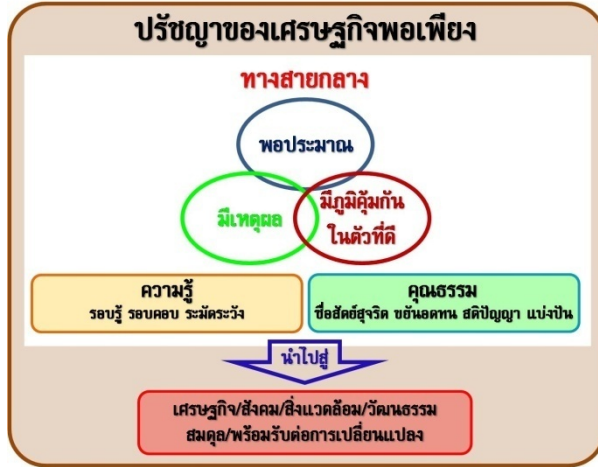 ปรัชญาของเศรษฐกิจพอเพียง
ทางสายกลาง
พอประมาณ
มีเหตุผล
มีภูมิคุ้มกัน
ในตัวที่ดี
ความรู้
รอบรู้ รอบคอบ ระมัดระวัง
คุณธรรม
ซื่อสัตย์สุจริต ขยันอดทน สติปัญญา แบ่งปัน
นำไปสู่
เศรษฐกิจ/สังคม/สิ่งแวดล้อม/วัฒนธรรม
สมดุล/พร้อมรับต่อการเปลี่ยนแปลง